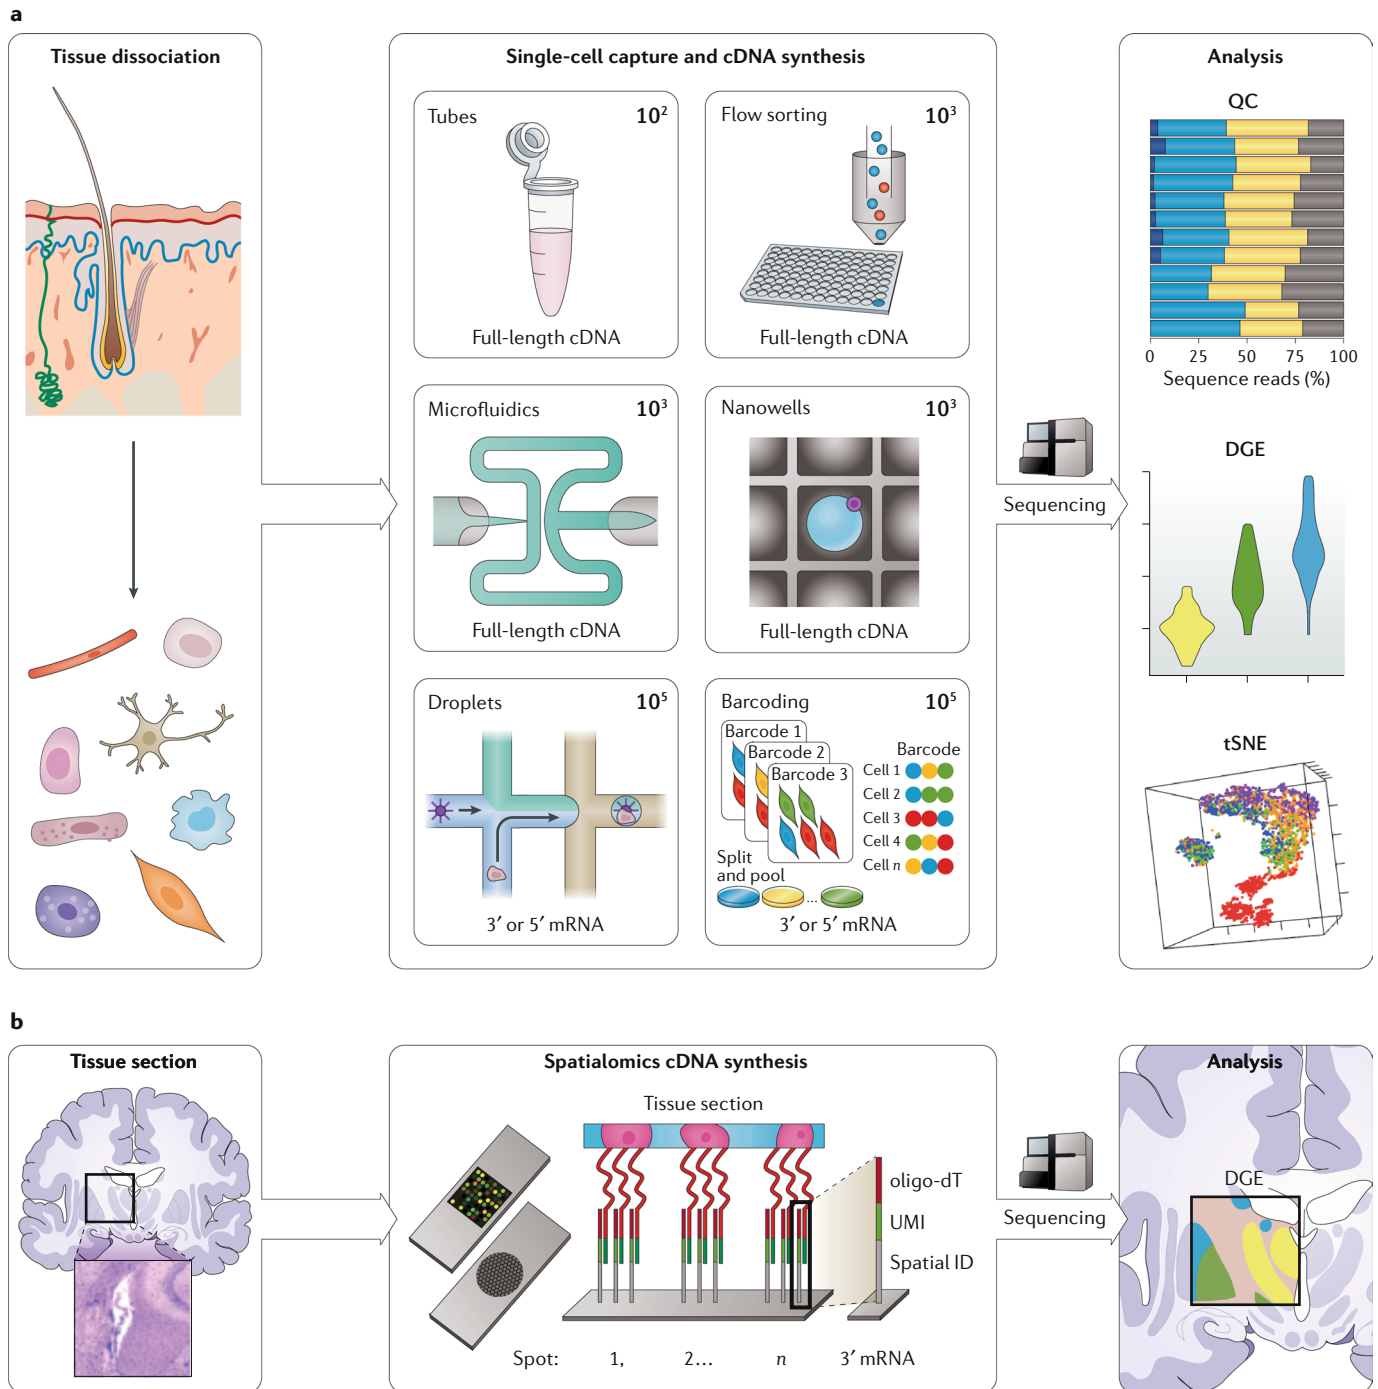 a
Tissue dissociation
Single-cell capture and cDNA synthesis
Tubes
10²
Full-length cDNA
Flow sorting
10³
Full-length cDNA
Microfluidics
10³
Full-length cDNA
Nanowells
10³
Full-length cDNA
Droplets
10⁵
3′ or 5′ mRNA
Barcoding
10⁵
Barcode 1
Barcode 2
Barcode 3
Barcode
Cell 1
Cell 2
Cell 3
Cell 4
Cell n
Split
and pool
...
3′ or 5′ mRNA
Sequencing
Analysis
QC
0 25 50 75 100
Sequence reads (%)
DGE
tSNE
b
Tissue section
Spatialomics cDNA synthesis
Tissue section
oligo-dT
UMI
Spatial ID
Spot: 1, 2... n 3′ mRNA
Sequencing
Analysis
DGE